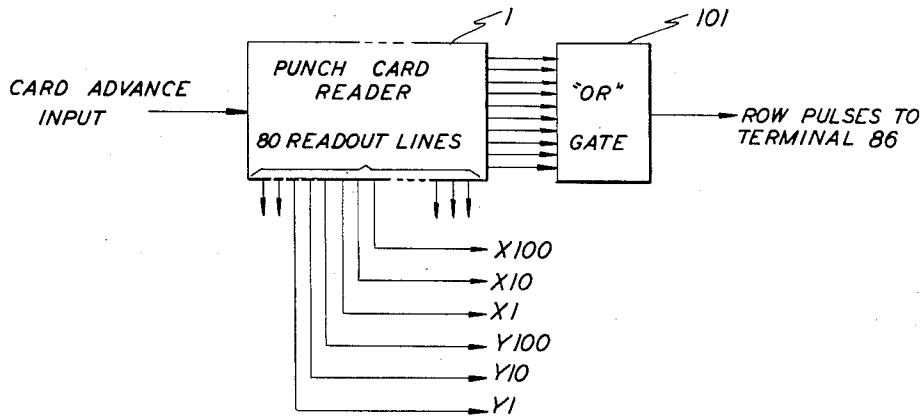 1
101
CARD ADVANCE
INPUT
PUNCH CARD
READER
80 READOUT LINES
"OR"
GATE
ROW PULSES TO
TERMINAL 86
X100
X10
X1
Y100
Y10
Y1